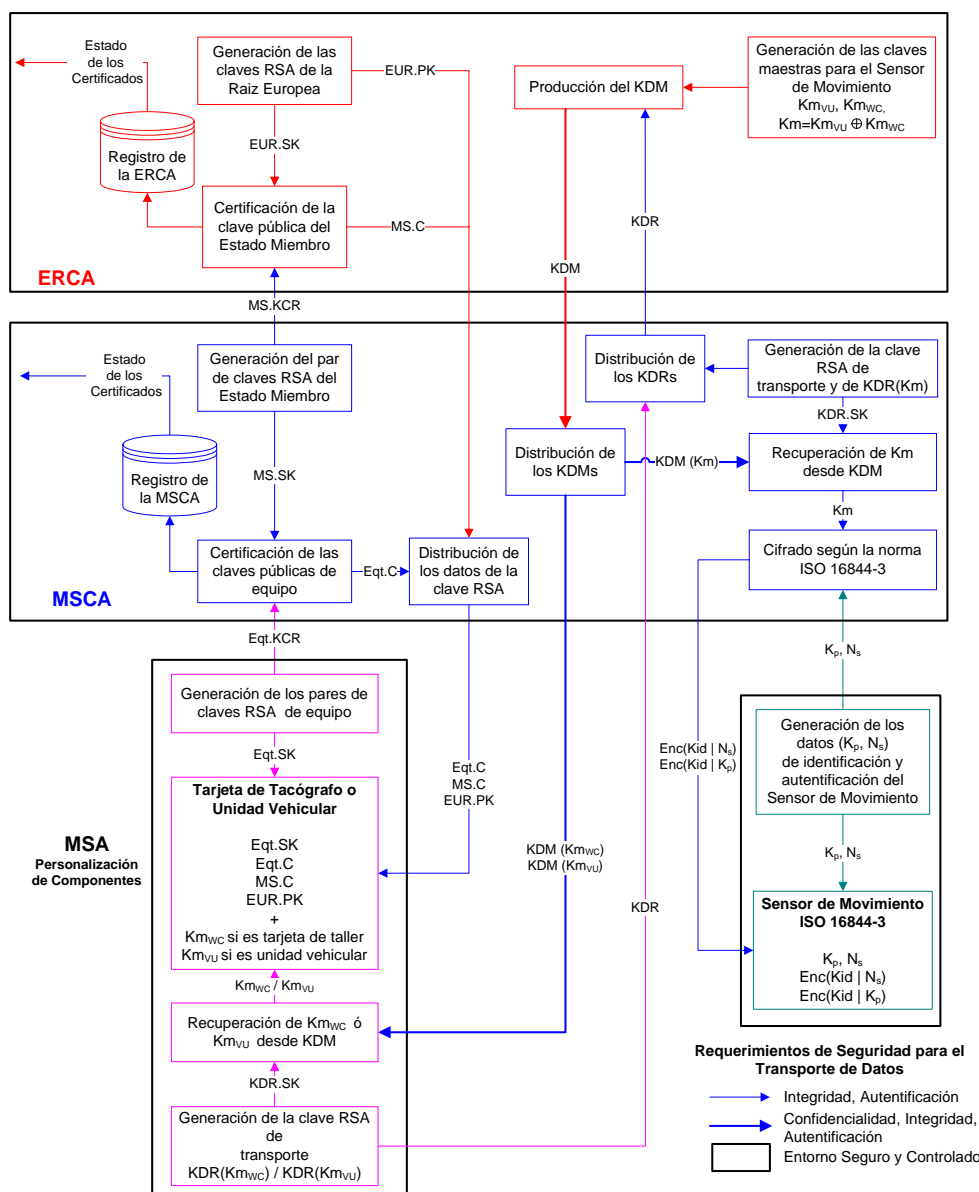 Estado
de los
Certificados
Generación de las
claves RSA de la
Raiz Europea
EUR.PK
Producción del KDM
Generación de las claves
maestras para el Sensor
de Movimiento
Km_VU, Km_WC,
Km=Km_VU ⊕ Km_WC
EUR.SK
Registro de
la ERCA
Certificación de la
clave pública del
Estado Miembro
MS.C
KDR
KDM
ERCA
MS.KCR
Estado
de los
Certificados
Generación del par
de claves RSA del
Estado Miembro
Distribución de
los KDRs
Generación de la clave
RSA de
transporte y de KDR(Km)
KDR.SK
Distribución de
los KDMs
KDM (Km)
Recuperación de Km
desde KDM
Registro de
la MSCA
MS.SK
Km
Certificación de las
claves públicas de
equipo
Eqt.C
Distribución de
los datos de la
clave RSA
Cifrado según la norma
ISO 16844-3
MSCA
Eqt.KCR
K_p, N_s
Generación de los pares de
claves RSA de equipo
Eqt.SK
Generación de los
datos (K_p, N_s)
de identificación y
autentificación del
Sensor de Movimiento
Enc(Kid | N_s)
Enc(Kid | K_p)
Eqt.C
MS.C
EUR.PK
Tarjeta de Tacógrafo o
Unidad Vehicular
Eqt.SK
Eqt.C
MS.C
EUR.PK
+
Km_WC si es tarjeta de taller
Km_VU si es unidad vehicular
MSA
Personalización
de Componentes
KDM (Km_WC)
KDM (Km_VU)
K_p, N_s
KDR
Sensor de Movimiento
ISO 16844-3
K_p, N_s
Enc(Kid | N_s)
Enc(Kid | K_p)
Km_WC / Km_VU
Recuperación de Km_WC ó
Km_VU desde KDM
KDR.SK
Generación de la clave RSA
de
transporte
KDR(Km_WC) / KDR(Km_VU)
Requerimientos de Seguridad para el
Transporte de Datos
Integridad, Autentificación
Confidencialidad, Integridad,
Autentificación
Entorno Seguro y Controlado